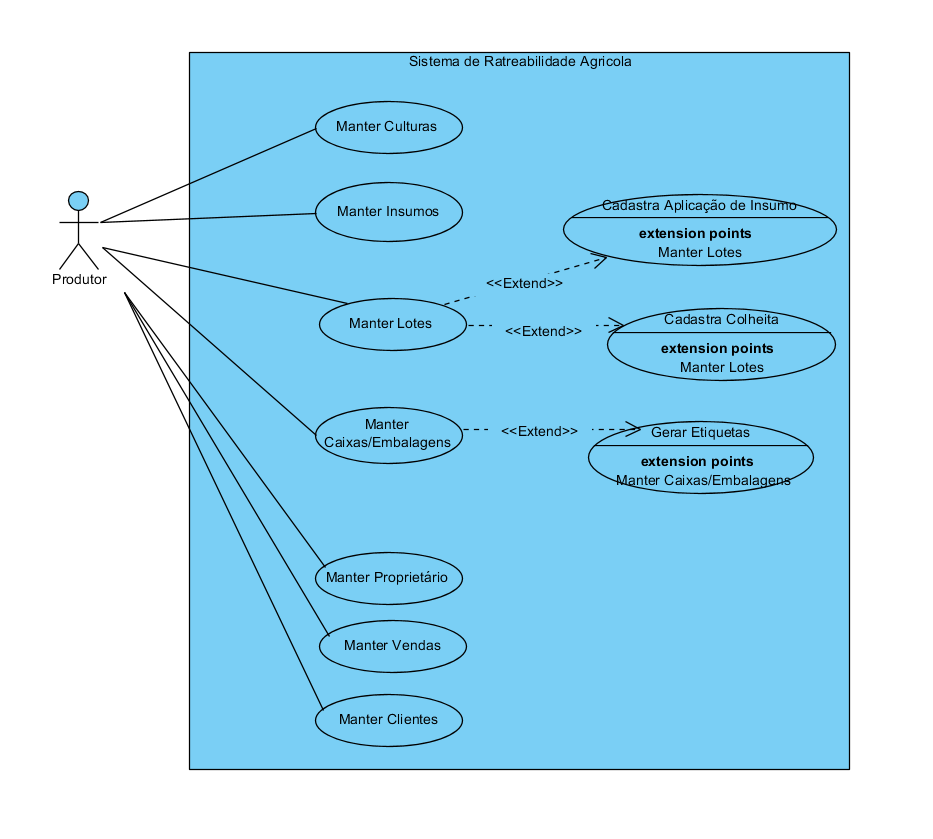 Sistema de Ratreabilidade Agricola
Manter Culturas
Manter Insumos
Cadastra Aplicação de Insumo
extension points
Manter Lotes
Produtor
<<Extend>>
Manter Lotes
<<Extend>>
Cadastra Colheita
extension points
Manter Lotes
Manter
Caixas/Embalagens
<<Extend>>
Gerar Etiquetas
extension points
Manter Caixas/Embalagens
Manter Proprietário
Manter Vendas
Manter Clientes